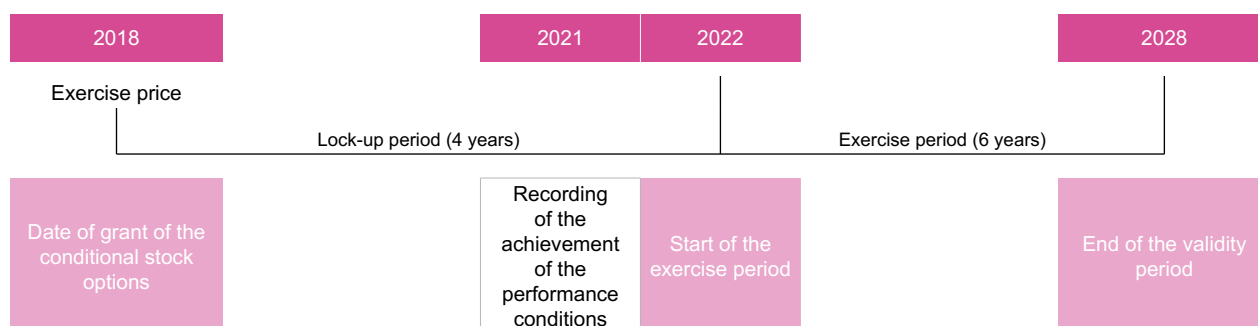 2018
2021
2022
2028
Exercise price
Lock-up period (4 years)
Exercise period (6 years)
Date of grant of the
conditional stock
options
Recording
of the
achievement
of the
performance
conditions
Start of the
exercise period
End of the validity
period